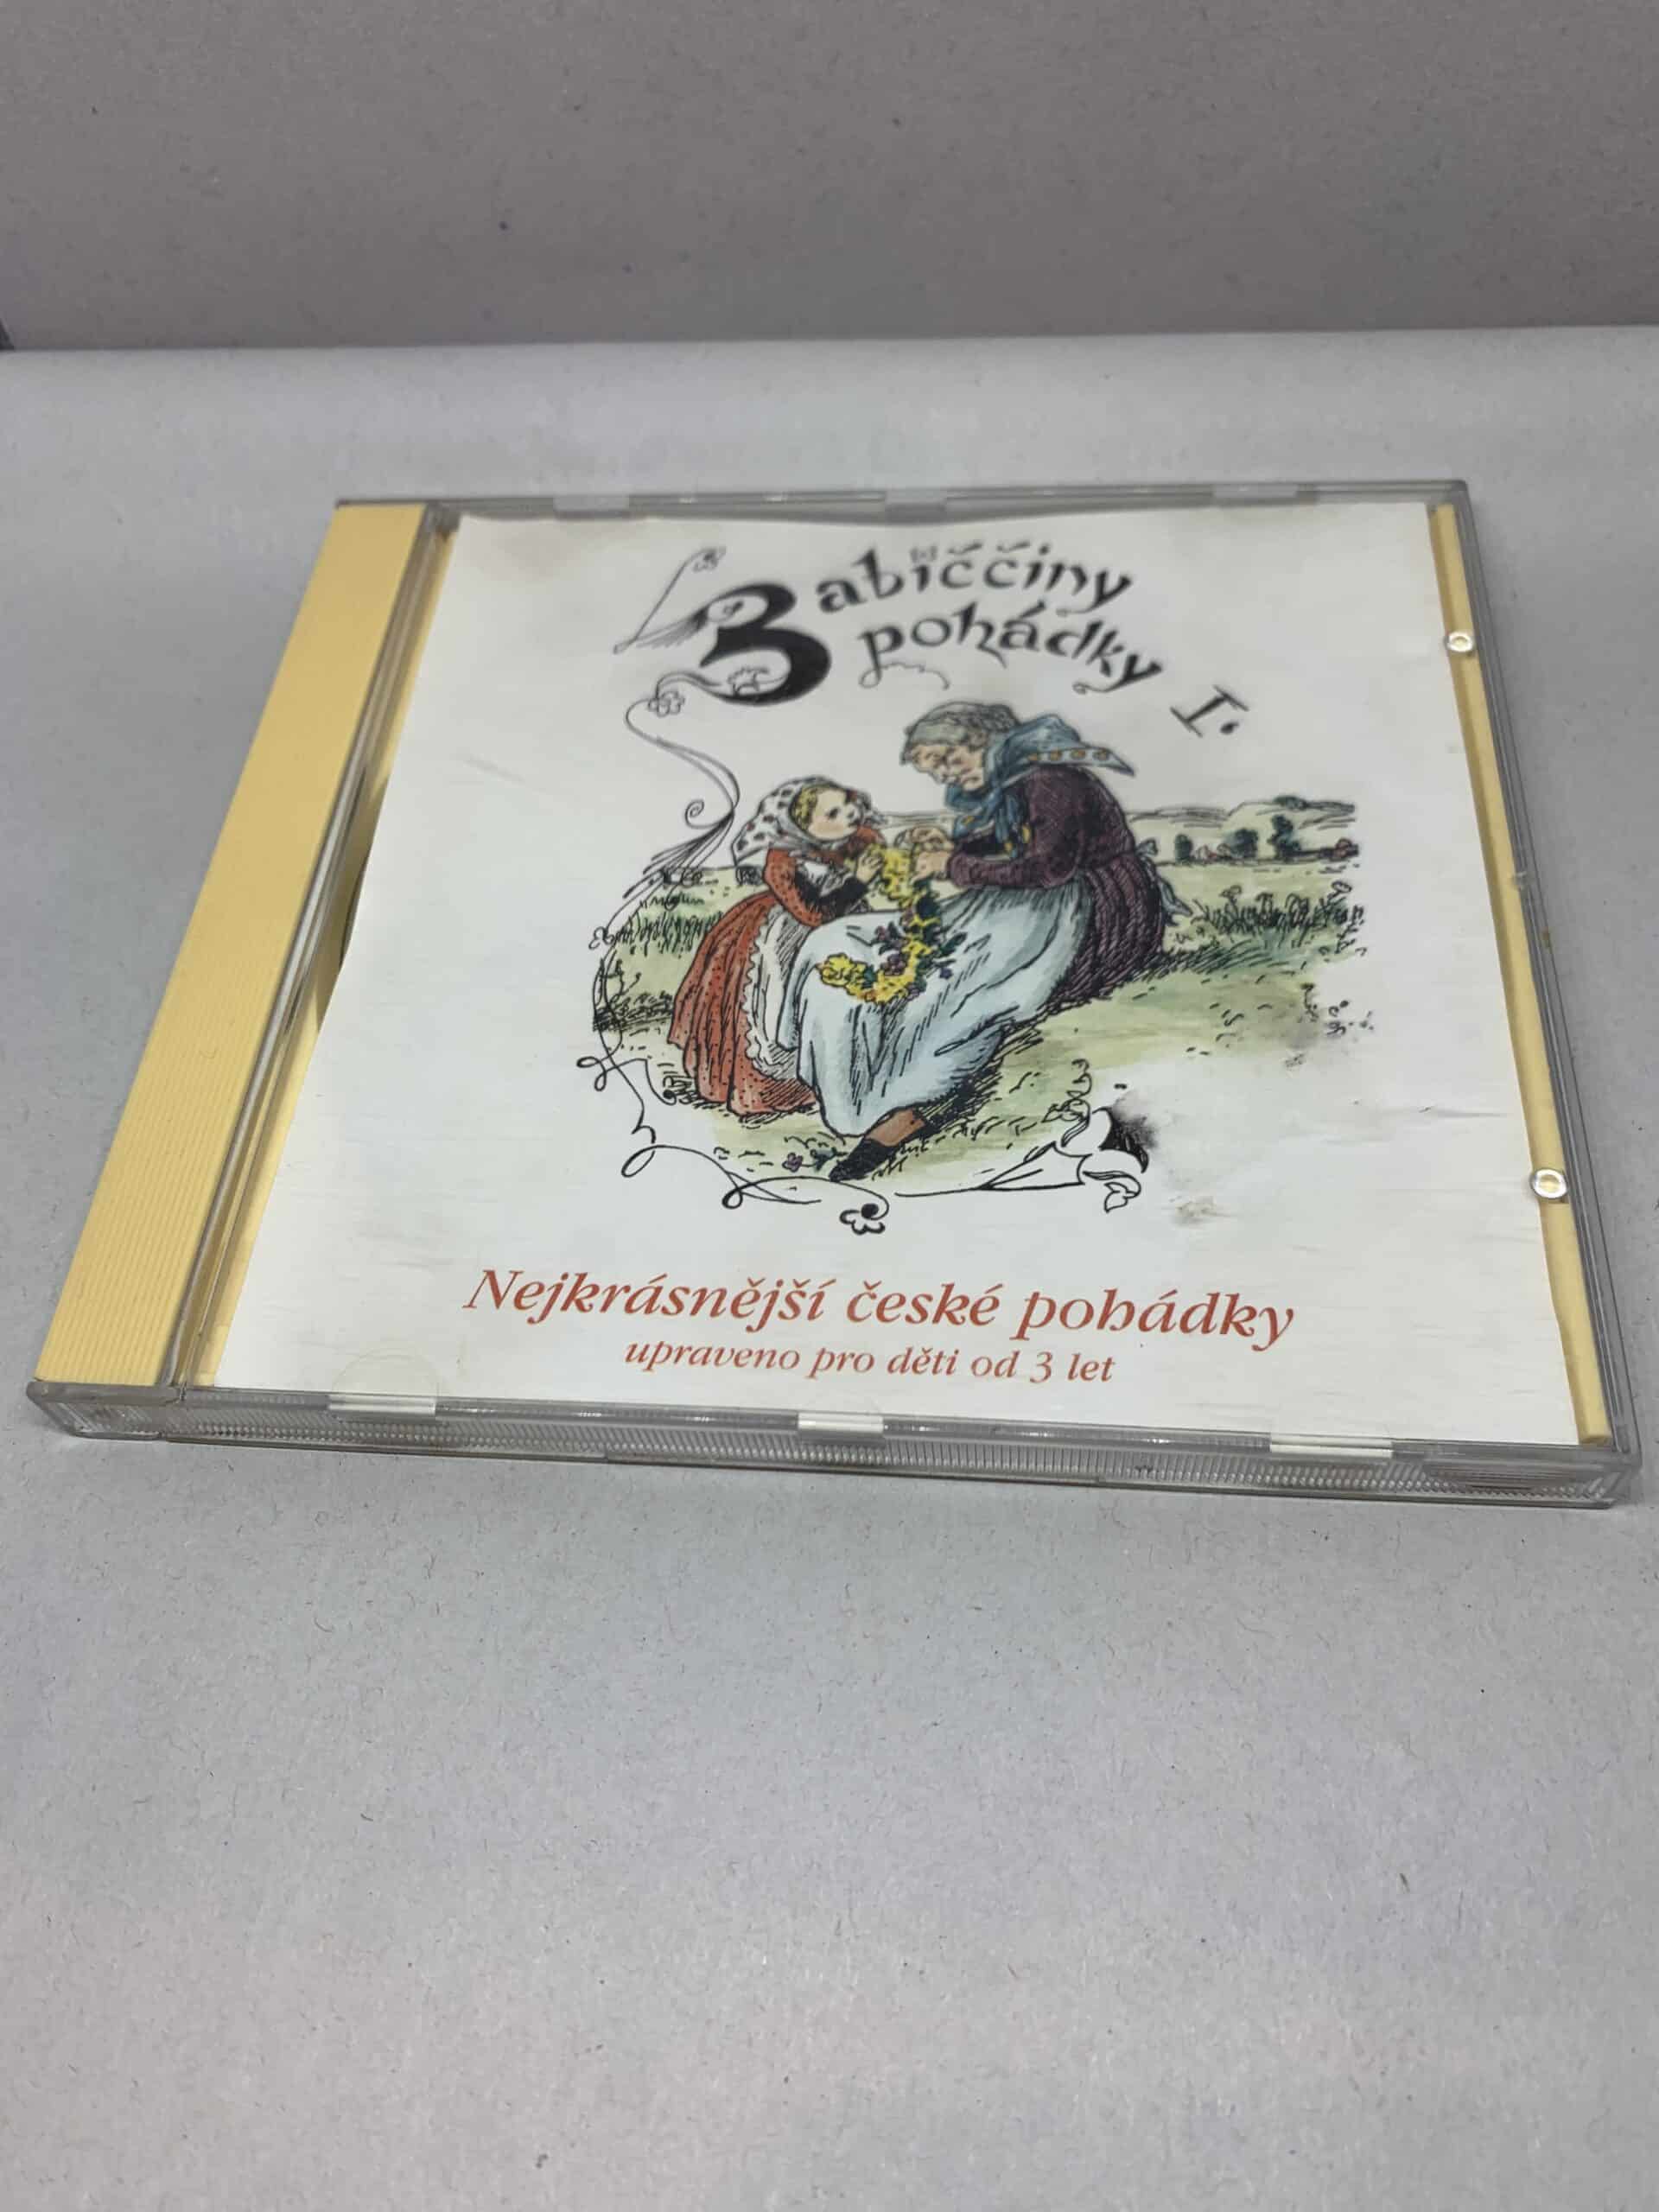 Babiččiny
pohádky I.
Nejkrásnější české pohádky
upraveno pro děti od 3 let